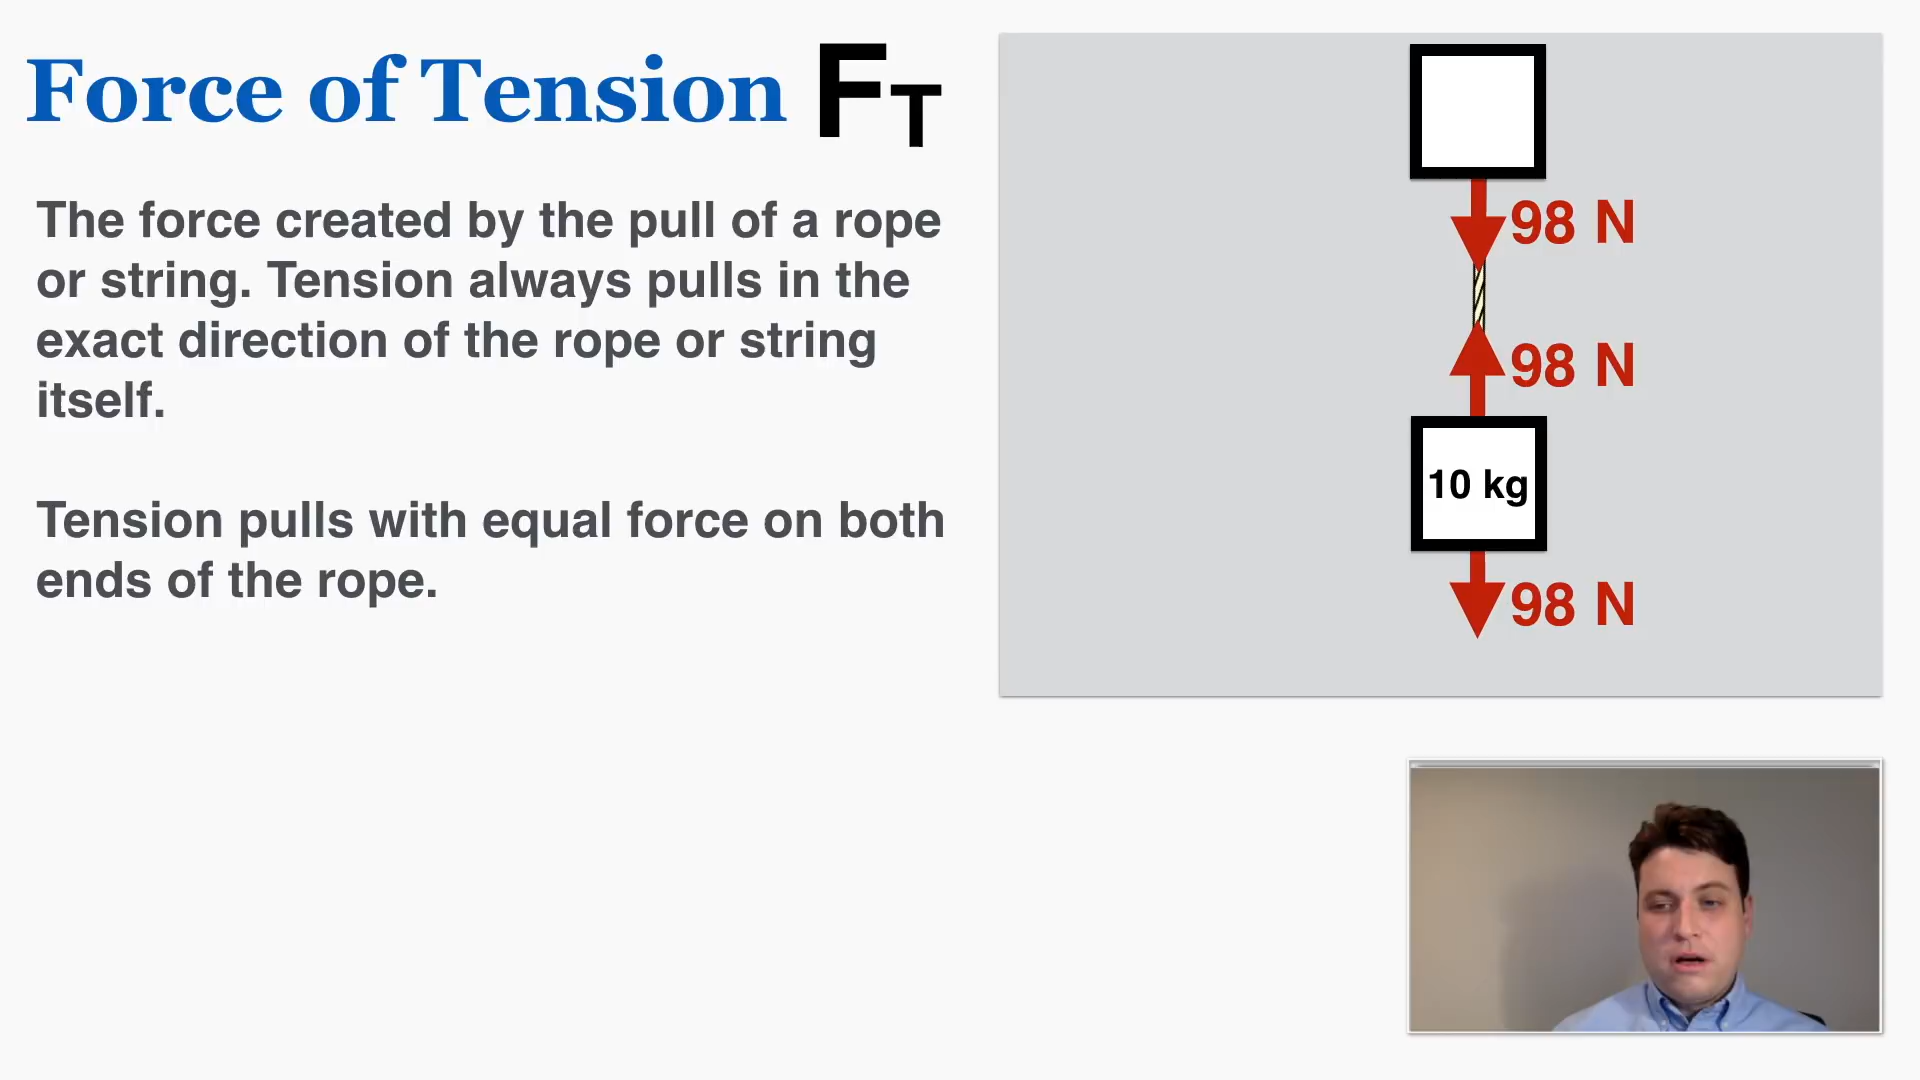 Force of Tension FT
The force created by the pull of a rope
or string. Tension always pulls in the
exact direction of the rope or string
itself.
Tension pulls with equal force on both
ends of the rope.
98 N
98 N
10 kg
98 N